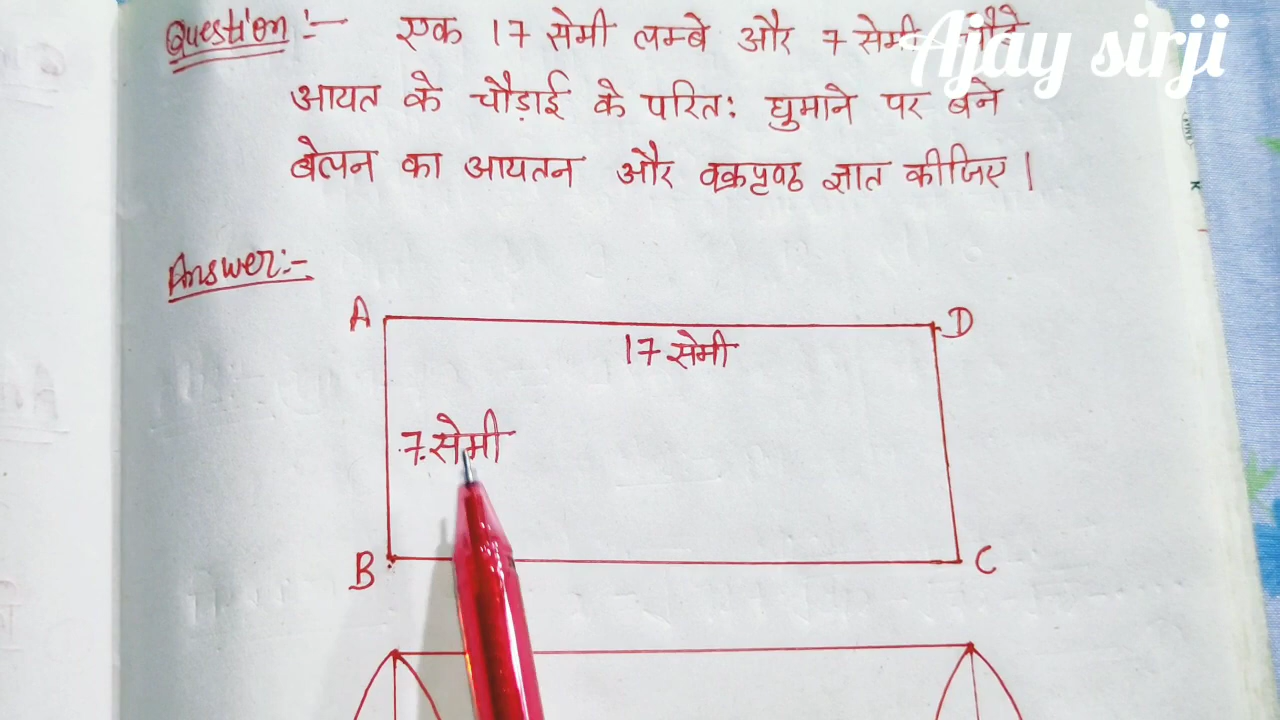 Question :- एक 17 सेमी लम्बे और 7 सेमी
Ajay sirji
आयत के चौड़ाई के परितः घुमाने पर बने
बेलन का आयतन और वक्रपृष्ठ ज्ञात कीजिए।
Answer:-
A
D
17 सेमी
7 सेमी
B
C